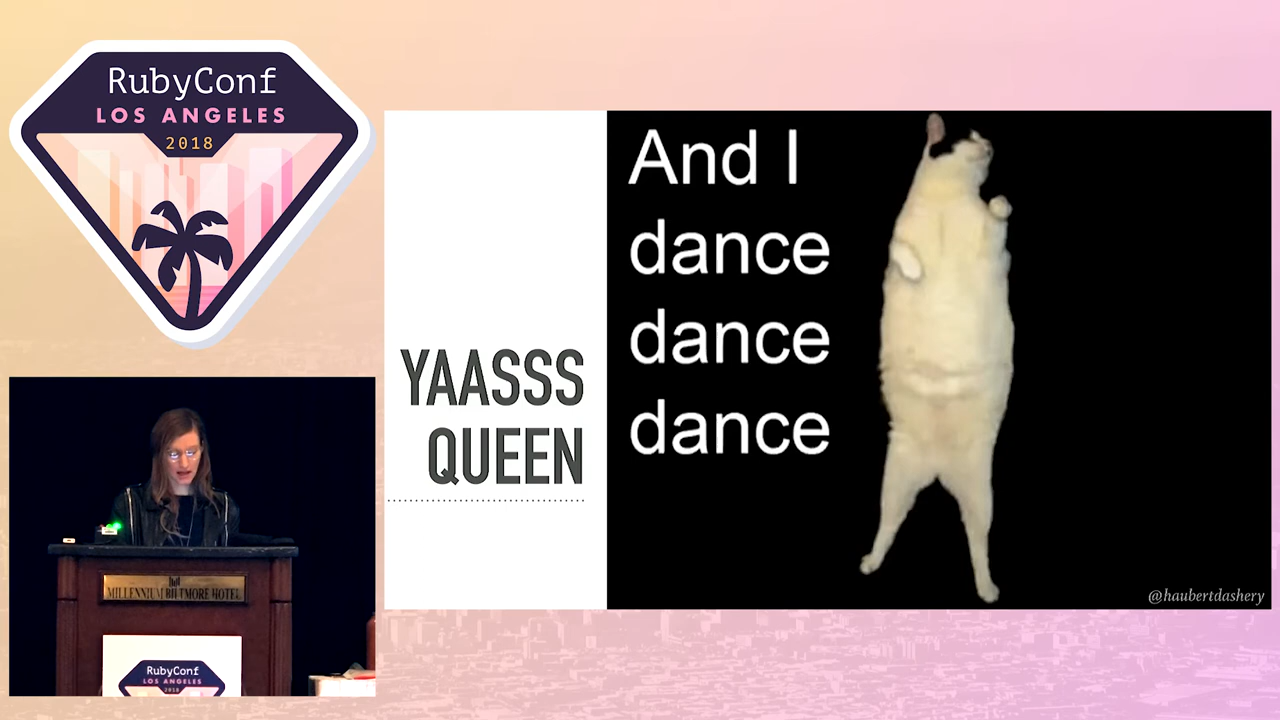 RubyConf
LOS ANGELES
2018
YAASSS
QUEEN
And I
dance
dance
dance
@haubertdashery
MILLENNIUM BILTMORE HOTEL
RubyConf
LOS ANGELES
2018